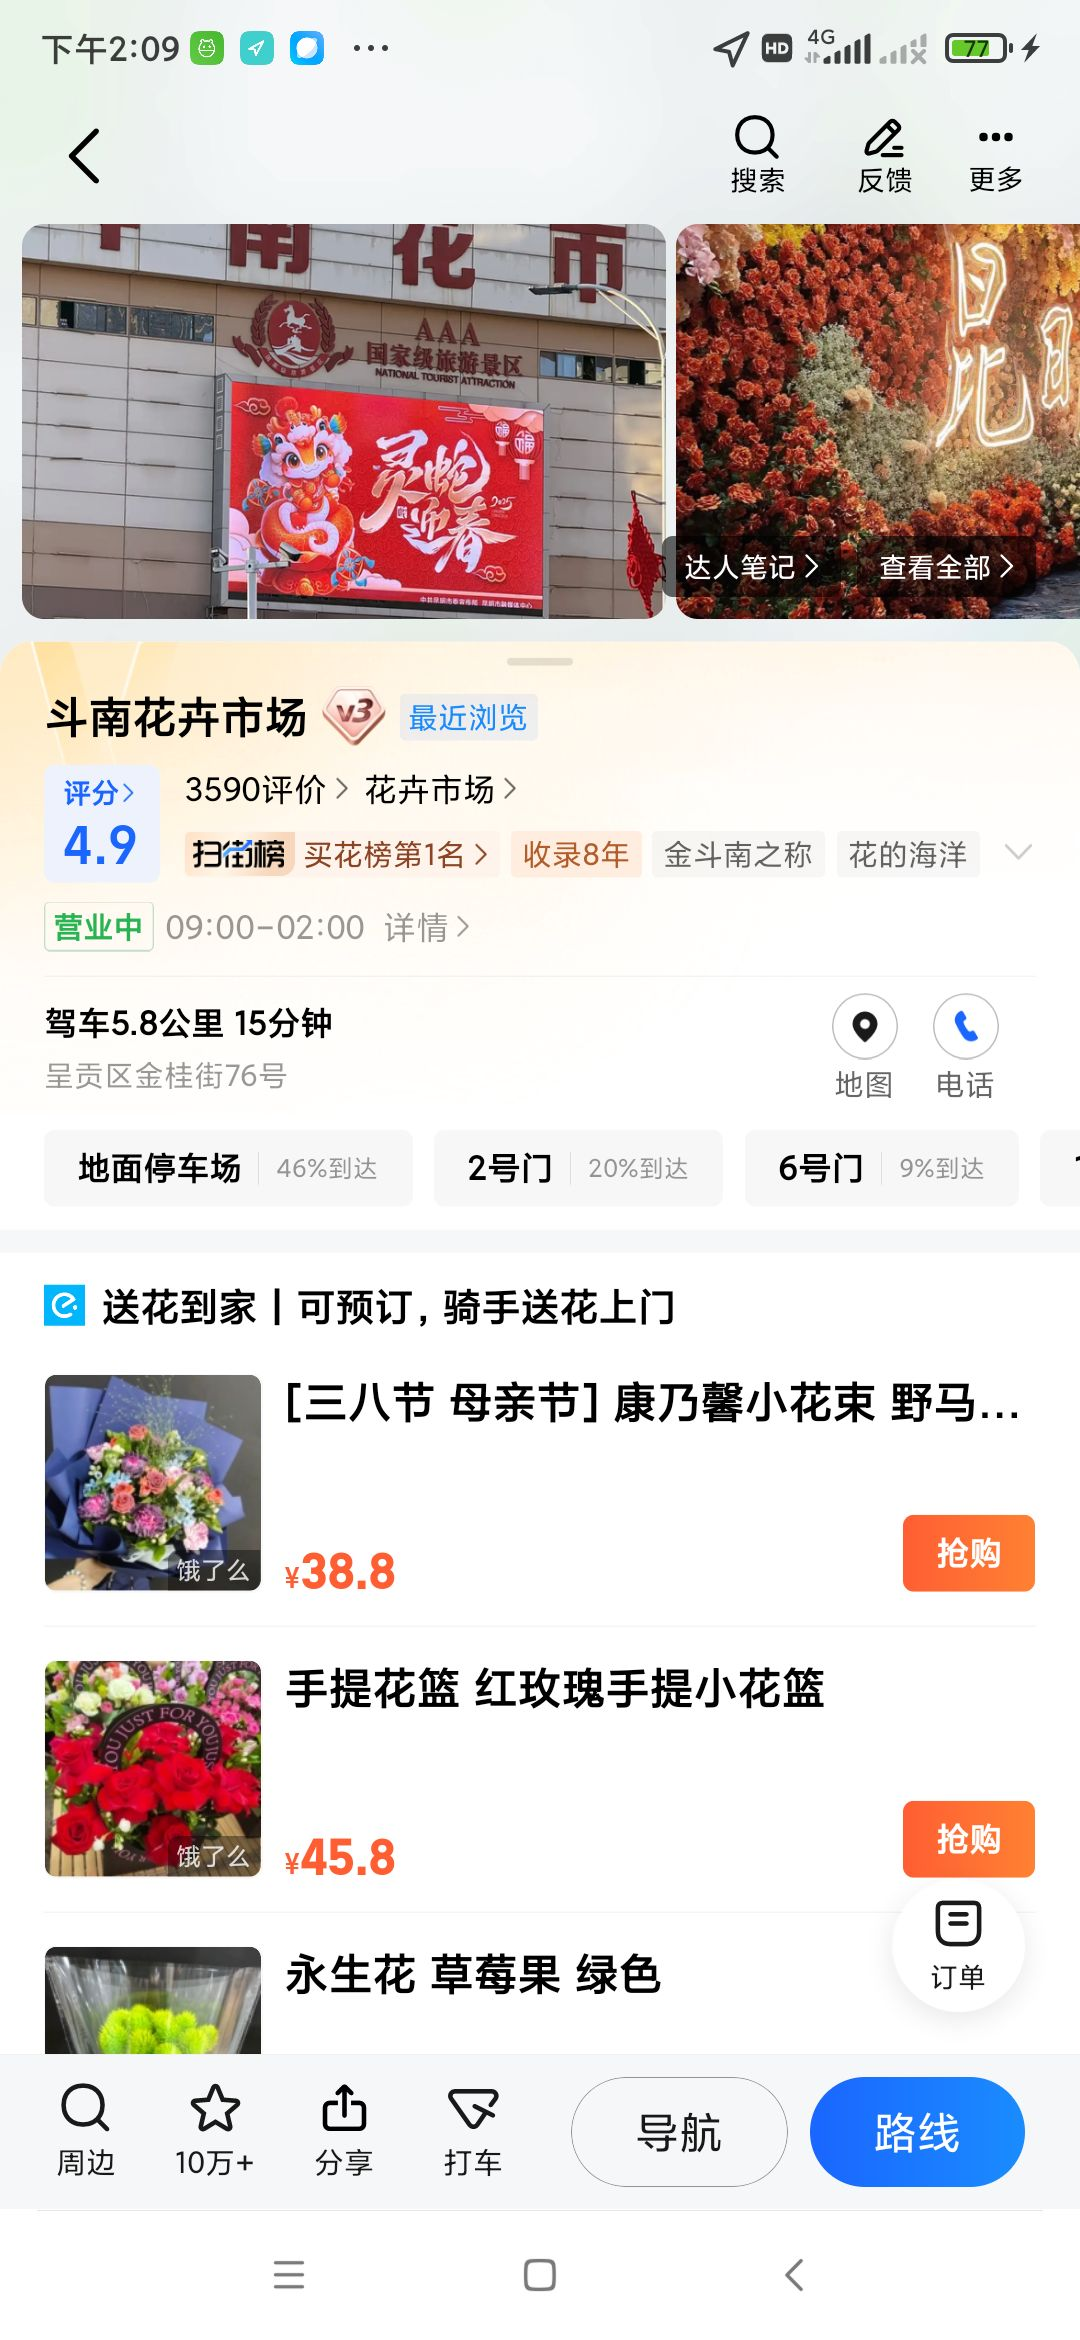 下午2:09
HD
4G
77
搜索
反馈
更多
南花市
AAA
国家级旅游景区
NATIONAL TOURIST ATTRACTION
福
福
灵蛇
迎春
2025
昆
达人笔记
查看全部
斗南花卉市场
V3
最近浏览
评分
4.9
3590评价
花卉市场
扫街榜 买花榜第1名
收录8年
金斗南之称
花的海洋
营业中
09:00-02:00 详情
驾车5.8公里 15分钟
呈贡区金桂街76号
地图
电话
地面停车场 46%到达
2号门 20%到达
6号门 9%到达
送花到家 | 可预订,骑手送花上门
[三八节 母亲节] 康乃馨小花束 野马...
饿了么
¥38.8
抢购
手提花篮 红玫瑰手提小花篮
JUST FOR YOU
饿了么
¥45.8
抢购
永生花 草莓果 绿色
订单
周边
10万+
分享
打车
导航
路线